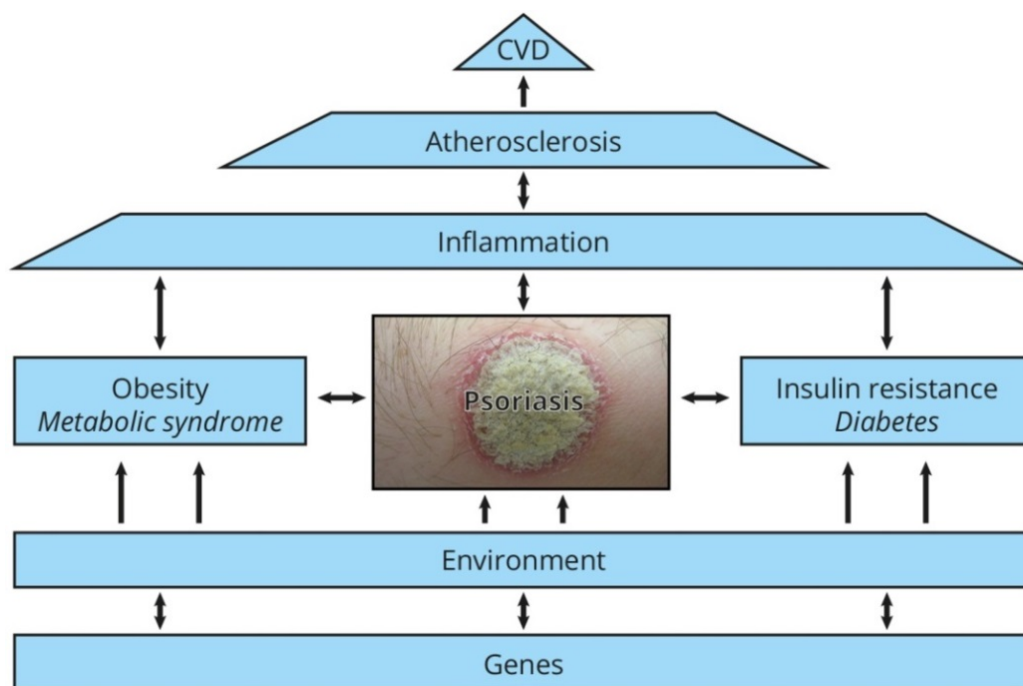 CVD
Atherosclerosis
Inflammation
Obesity
Metabolic syndrome
Psoriasis
Insulin resistance
Diabetes
Environment
Genes